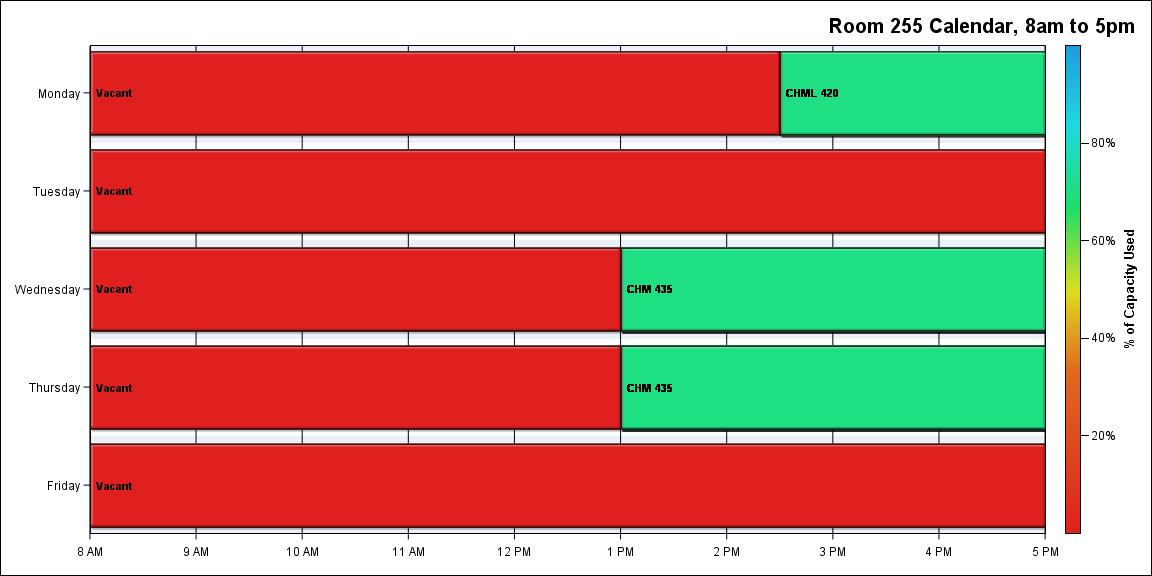 Room 255 Calendar, 8am to 5pm
Monday
Vacant
CHML 420
Tuesday
Vacant
Wednesday
Vacant
CHM 435
Thursday
Vacant
CHM 435
Friday
Vacant
8 AM 9 AM 10 AM 11 AM 12 PM 1 PM 2 PM 3 PM 4 PM 5 PM
80%
60%
40%
20%
% of Capacity Used